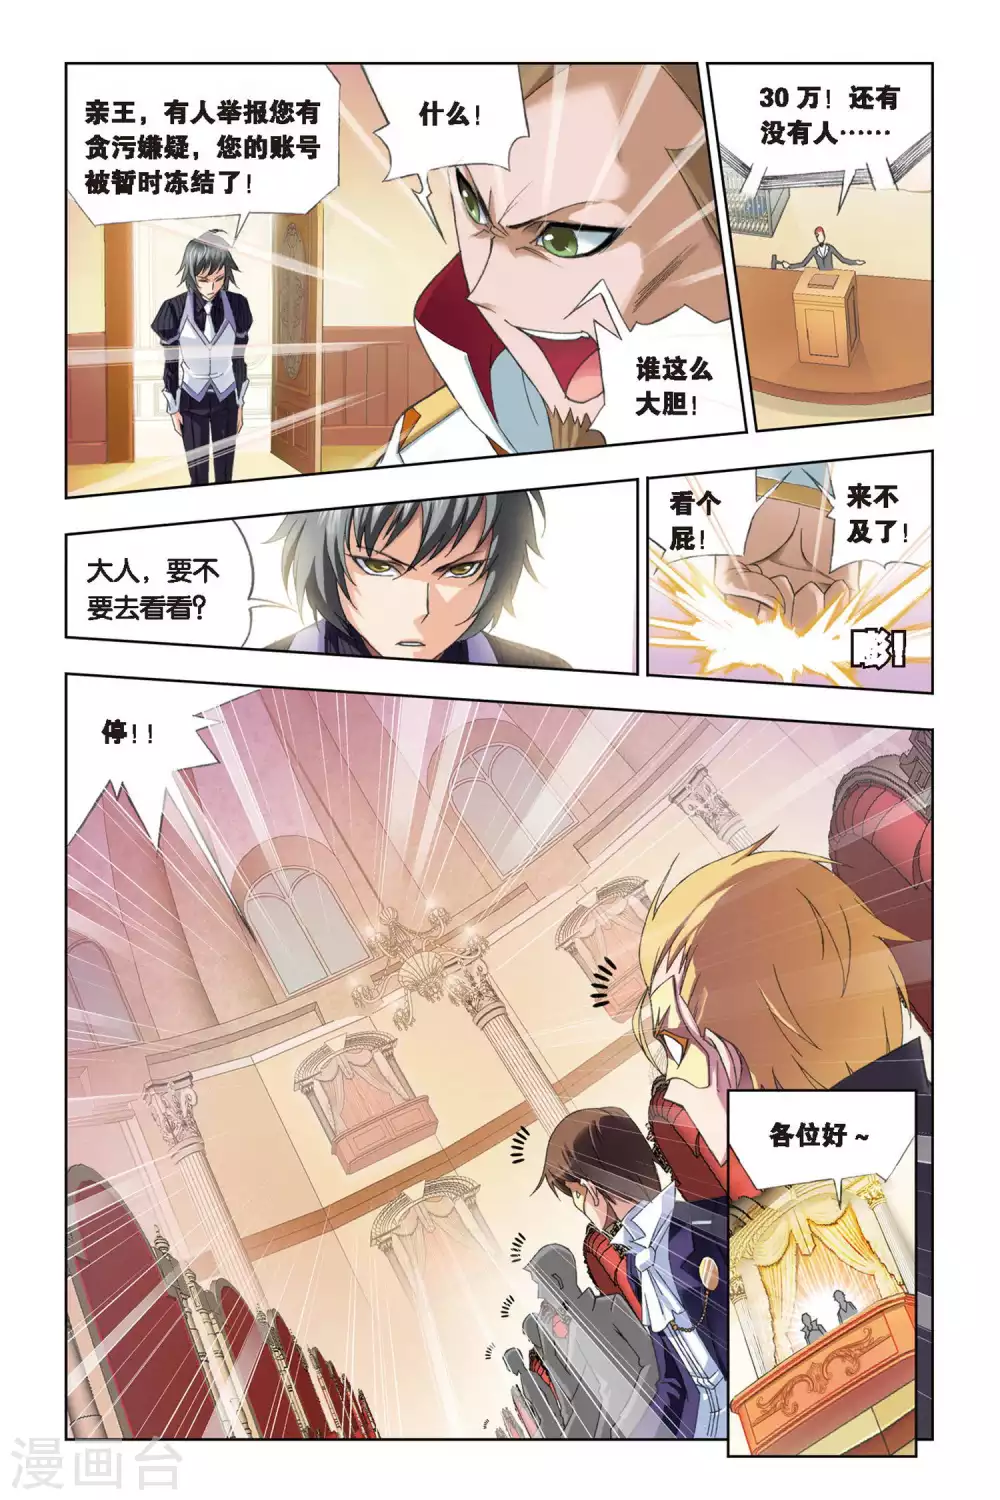 亲王，有人举报您有
贪污嫌疑，您的账号
被暂时冻结了！
什么！
谁这么
大胆！
30万！还有
没有人……
大人，要不
要去看看？
看个
屁！
来不
及了！
嘭！
停！！
各位好～
漫画台